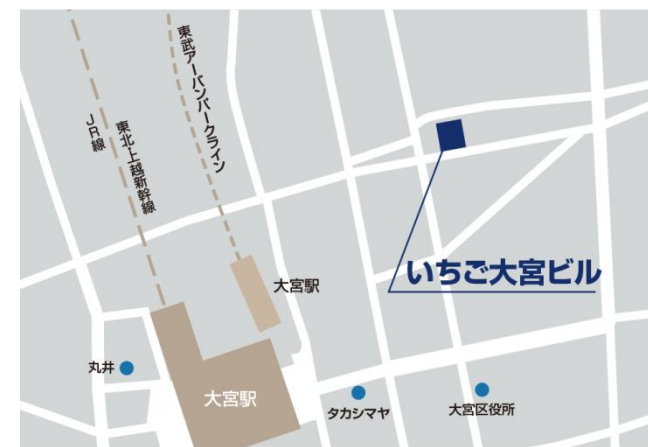 東武アーバンパークライン
JR線
東北・上越新幹線
大宮駅
いちご大宮ビル
丸井
大宮駅
タカシマヤ
大宮区役所